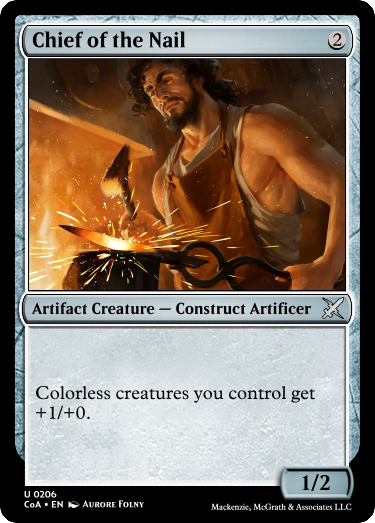 Chief of the Nail 2
Artifact Creature — Construct Artificer
Colorless creatures you control get
+1/+0.
1/2
U 0206
CoA • EN Aurore Folny
Mackenzie, McGrath & Associates LLC